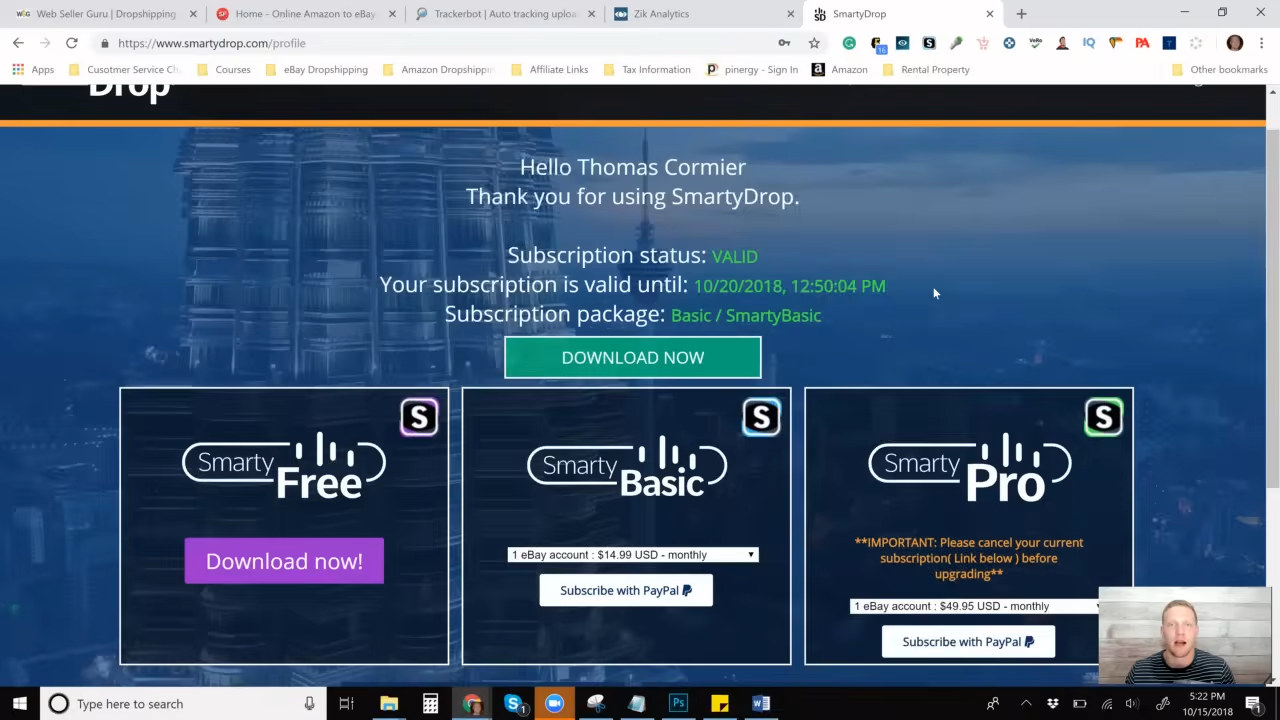 Web Seller Guru | Dropshipping
Home - Online Amazon to eBay
Trackerbot | Auto tracking uploa
Zik Analytics
SmartyDrop
https://www.smartydrop.com/profile
16
Apps
Cusotmer Service Ch
Courses
eBay Dropshipping
Amazon Dropshippin
Affiliate Links
Tax Information
pinergy - Sign In
Amazon
Rental Property
Other bookmarks
Drop
Hello Thomas Cormier
Thank you for using SmartyDrop.
Subscription status: VALID
Your subscription is valid until: 10/20/2018, 12:50:04 PM
Subscription package: Basic / SmartyBasic
DOWNLOAD NOW
S
Smarty Free
Download now!
S
Smarty Basic
1 eBay account : $14.99 USD - monthly
Subscribe with PayPal
S
Smarty Pro
**IMPORTANT: Please cancel your current
subscription( Link below ) before
upgrading**
1 eBay account : $49.95 USD - monthly
Subscribe with PayPal
Type here to search
5:22 PM
10/15/2018